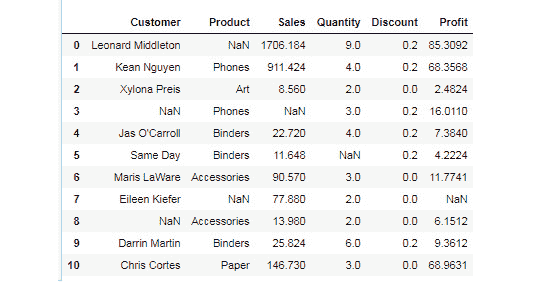 Customer Product Sales Quantity Discount Profit
0 Leonard Middleton NaN 1706.184 9.0 0.2 85.3092
1 Kean Nguyen Phones 911.424 4.0 0.2 68.3568
2 Xylona Preis Art 8.560 2.0 0.0 2.4824
3 NaN Phones NaN 3.0 0.2 16.0110
4 Jas O'Carroll Binders 22.720 4.0 0.2 7.3840
5 Same Day Binders 11.648 NaN 0.2 4.2224
6 Maris LaWare Accessories 90.570 3.0 0.0 11.7741
7 Eileen Kiefer NaN 77.880 2.0 0.0 NaN
8 NaN Accessories 13.980 2.0 0.0 6.1512
9 Darrin Martin Binders 25.824 6.0 0.2 9.3612
10 Chris Cortes Paper 146.730 3.0 0.0 68.9631